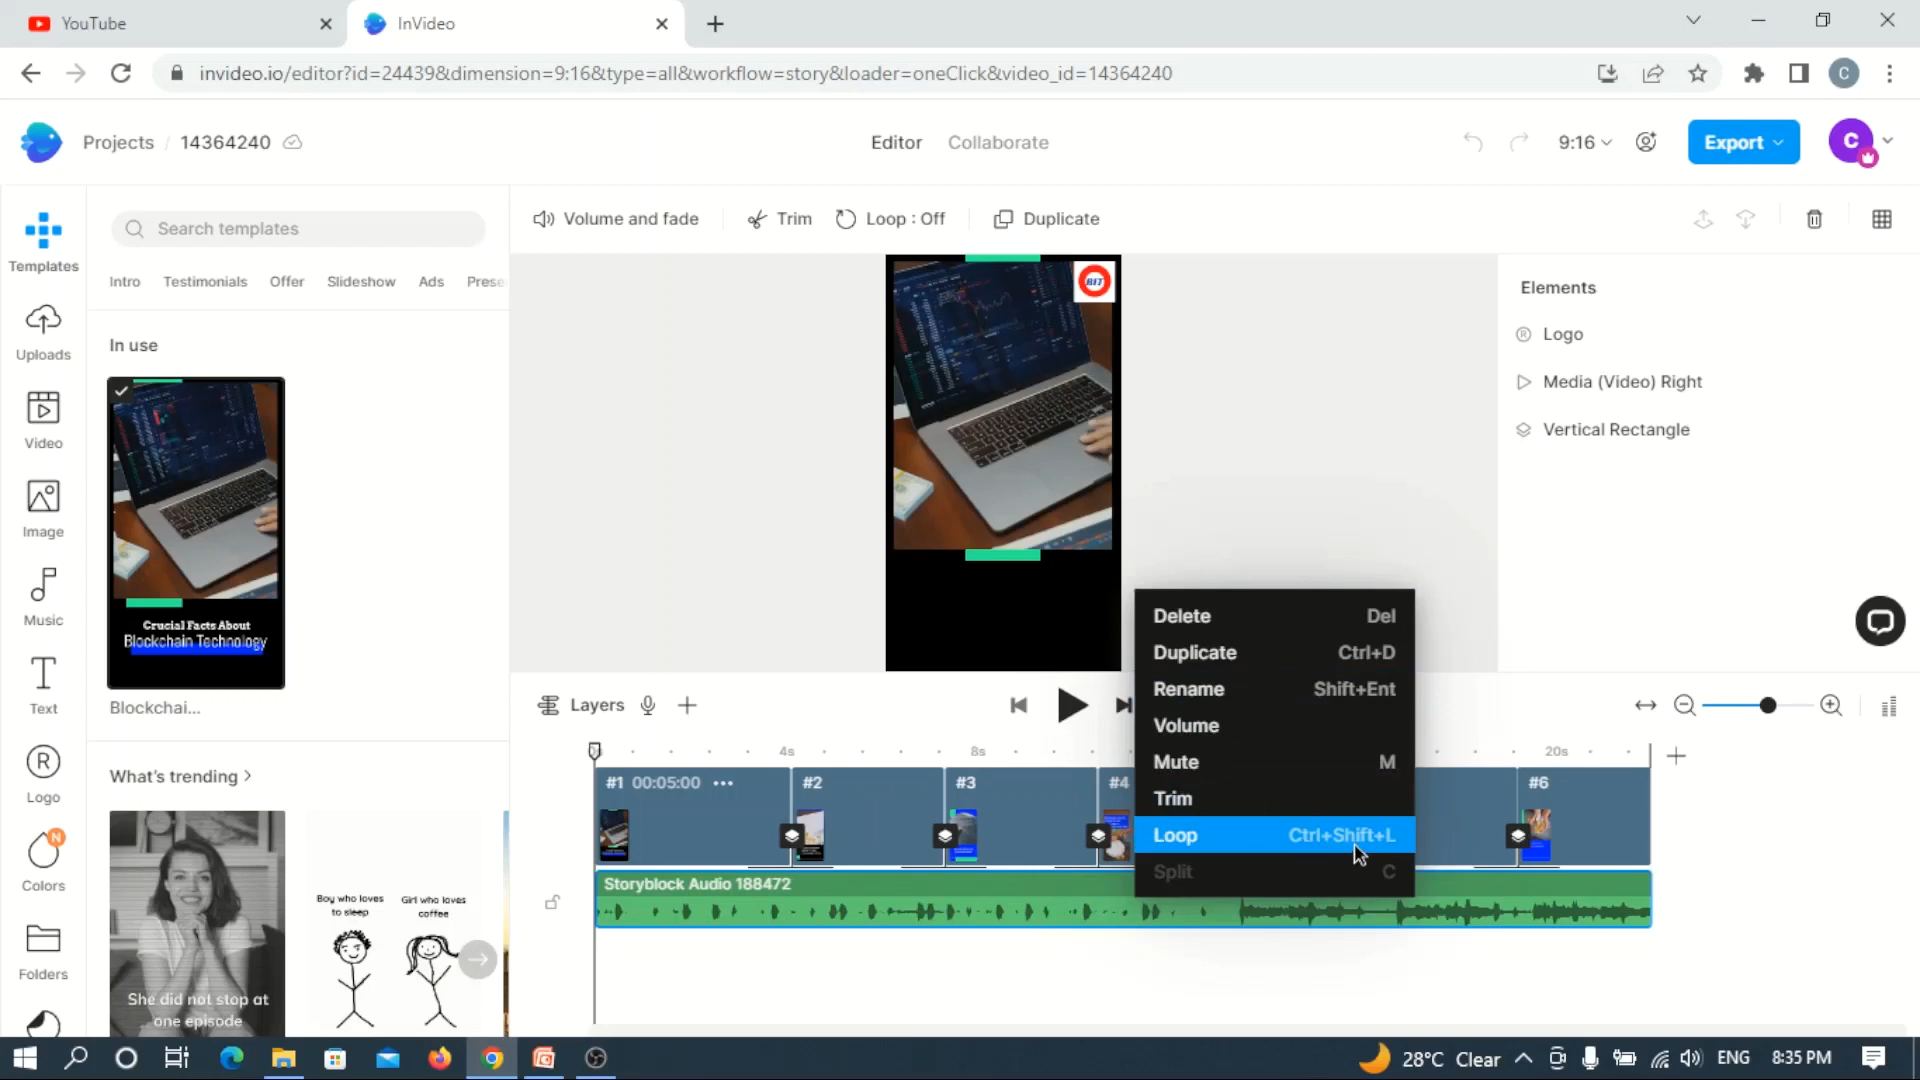 YouTube
InVideo
invideo.io/editor?id=24439&dimension=9:16&type=all&workflow=story&loader=oneClick&video_id=14364240
C
Projects / 14364240
Editor
Collaborate
9:16
Export
C
Templates
Uploads
Video
Image
Music
Text
Logo
N
Colors
Folders
Search templates
Intro
Testimonials
Offer
Slideshow
Ads
Prese
In use
Crucial Facts About
Blockchain Technology
Blockchai...
What's trending >
She did not stop at
one episode
Boy who loves
to sleep
Girl who loves
coffee
Volume and fade
Trim
Loop : Off
Duplicate
BIT
Elements
Logo
Media (Video) Right
Vertical Rectangle
Layers
Delete Del
Duplicate Ctrl+D
Rename Shift+Ent
Volume
Mute M
Trim
Loop Ctrl+Shift+L
Split C
4s
8s
20s
#1 00:05:00 •••
#2
#3
#4
#6
Storyblock Audio 188472
28°C Clear
ENG
8:35 PM